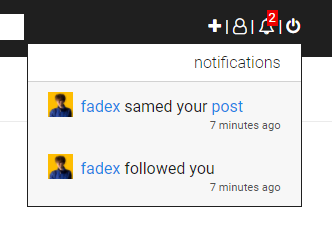 2
notifications
fadex samed your post
7 minutes ago
fadex followed you
7 minutes ago